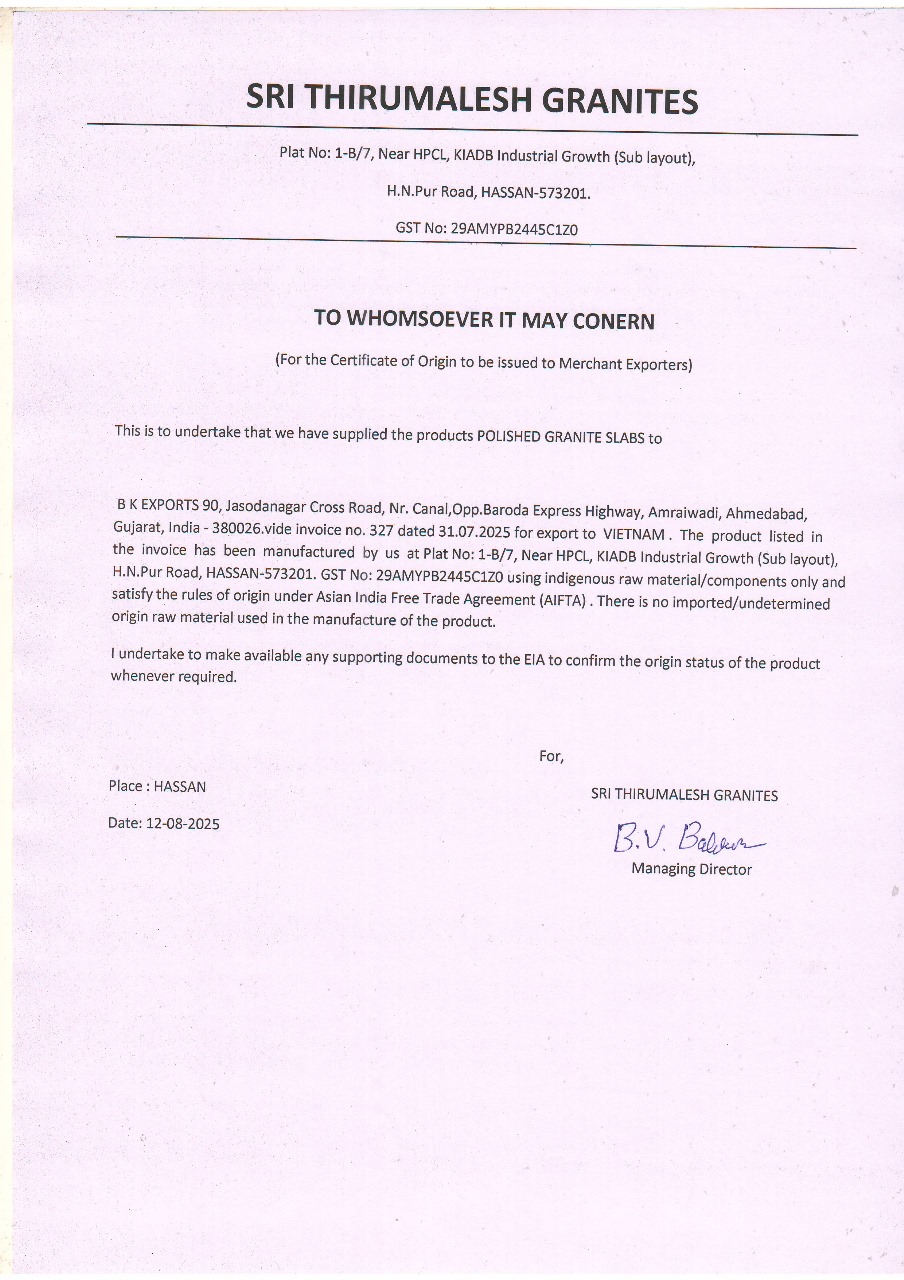 SRI THIRUMALESH GRANITES
Plat No: 1-B/7, Near HPCL, KIADB Industrial Growth (Sub layout),
H.N.Pur Road, HASSAN-573201.
GST No: 29AMYPB2445C1Z0
TO WHOMSOEVER IT MAY CONERN
(For the Certificate of Origin to be issued to Merchant Exporters)
This is to undertake that we have supplied the products POLISHED GRANITE SLABS to
B K EXPORTS 90, Jasodanagar Cross Road, Nr. Canal,Opp.Baroda Express Highway, Amraiwadi, Ahmedabad,
Gujarat, India - 380026.vide invoice no. 327 dated 31.07.2025 for export to VIETNAM . The product listed in
the invoice has been manufactured by us at Plat No: 1-B/7, Near HPCL, KIADB Industrial Growth (Sub layout),
H.N.Pur Road, HASSAN-573201. GST No: 29AMYPB2445C1Z0 using indigenous raw material/components only and
satisfy the rules of origin under Asian India Free Trade Agreement (AIFTA) . There is no imported/undetermined
origin raw material used in the manufacture of the product.
I undertake to make available any supporting documents to the EIA to confirm the origin status of the product
whenever required.
For,
Place : HASSAN
SRI THIRUMALESH GRANITES
Date: 12-08-2025
B.V.
Managing Director